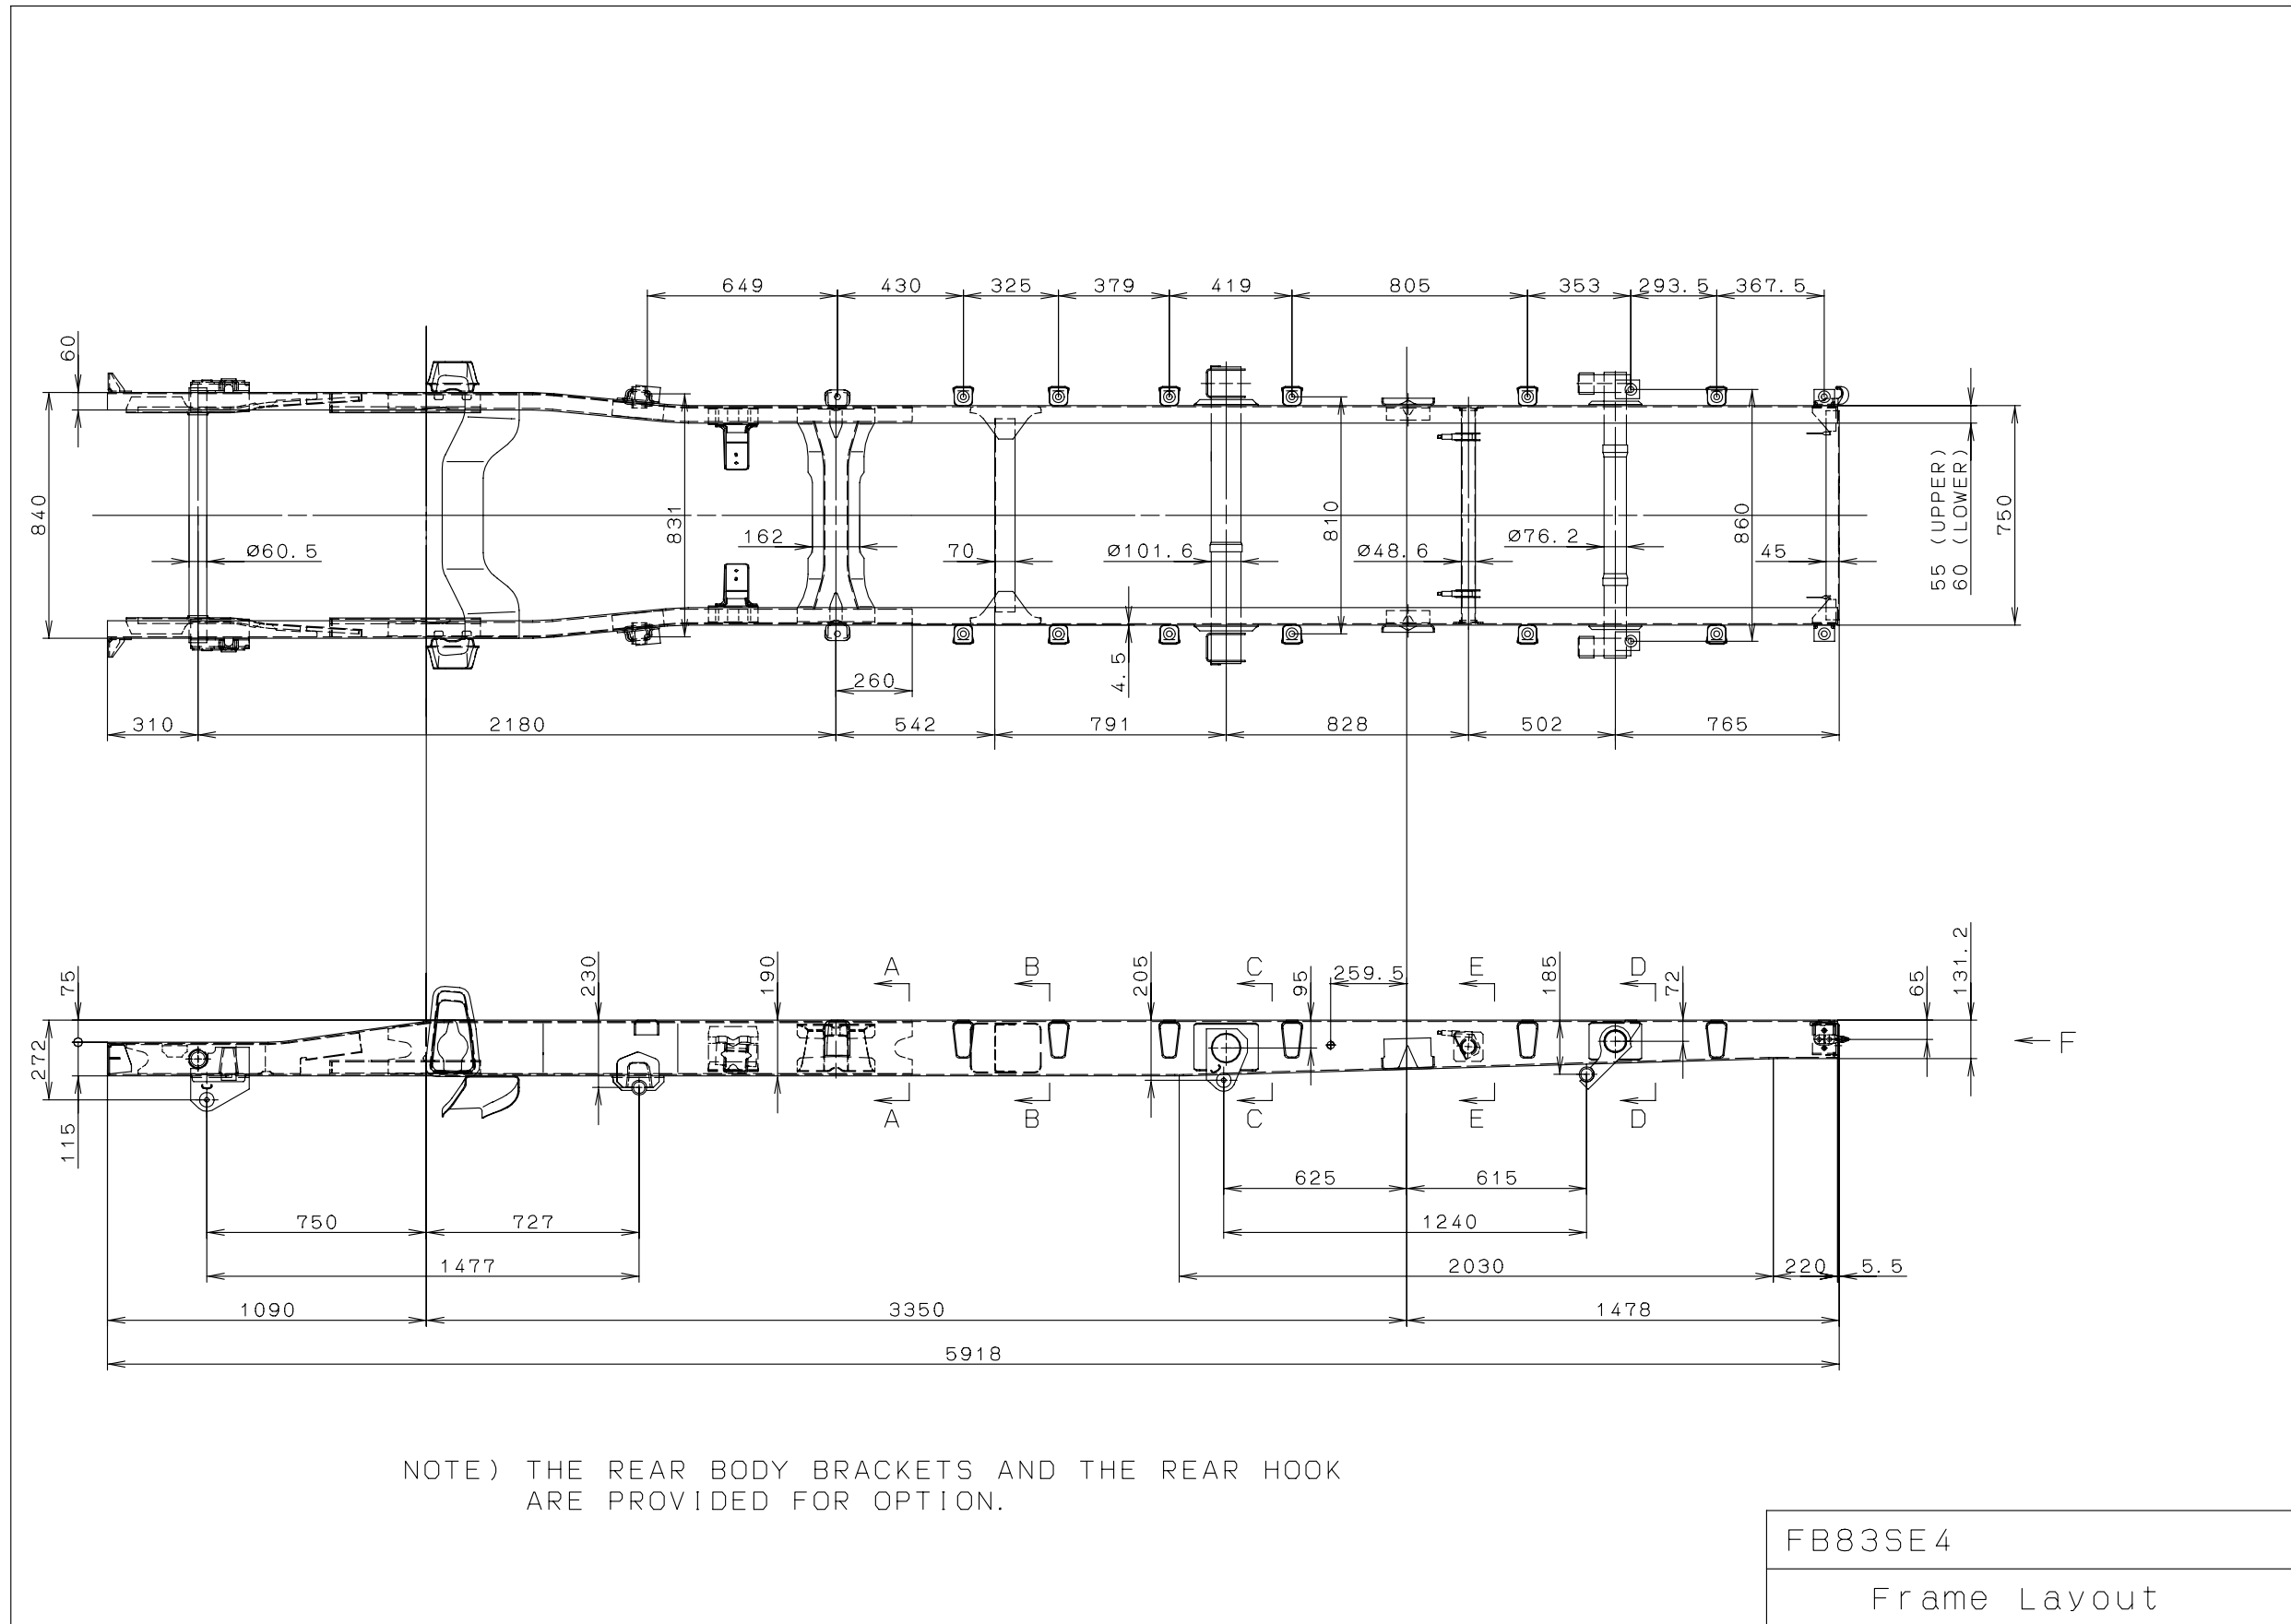 649 430 325 379 419 805 353 293.5 367.5
60
840
831
810
860
55 (UPPER)
60 (LOWER)
750
Ø60.5 162 70 Ø101.6 Ø48.6 Ø76.2 45
4.5
260
310 2180 542 791 828 502 765
75
272
115
230
190
A B C E D
205
95
259.5
185
72
65
131.2
F
A B C E D
625 615
750 727 1240
1477 2030 220 5.5
1090 3350 1478
5918
NOTE) THE REAR BODY BRACKETS AND THE REAR HOOK
ARE PROVIDED FOR OPTION.
FB83SE4
Frame Layout